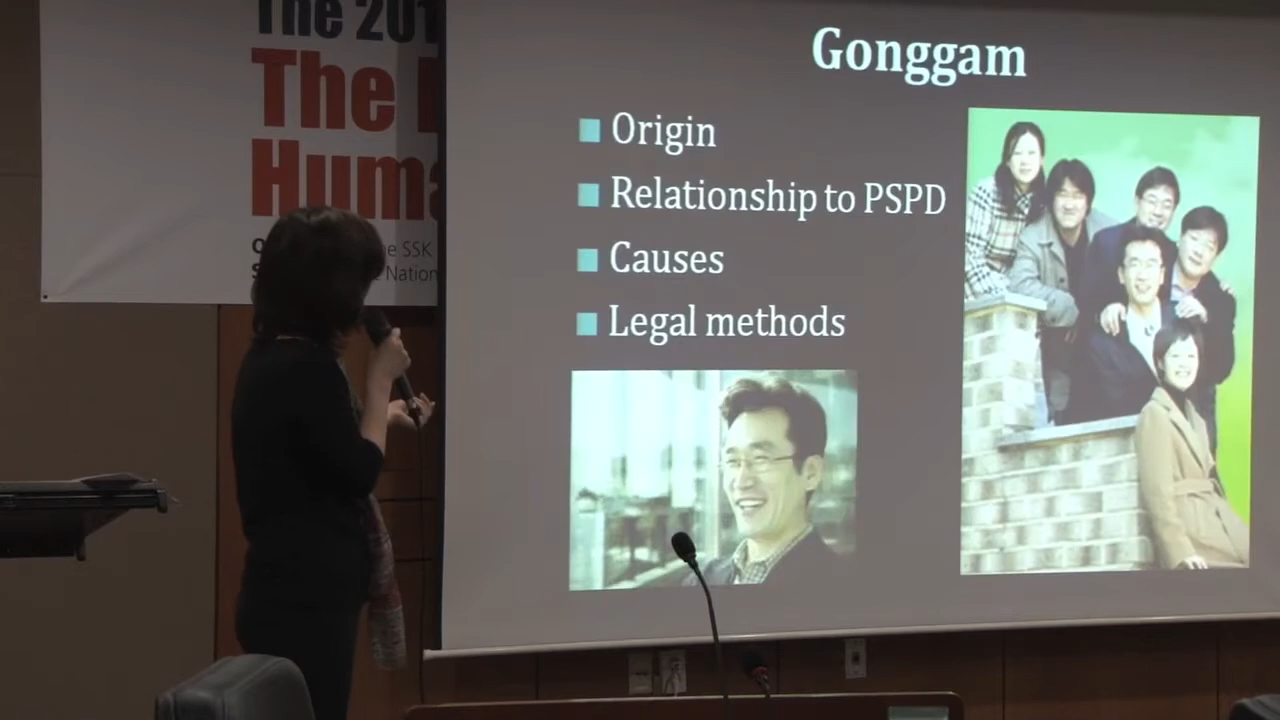 The 201
The
Huma
e SSK
Nation
Gonggam
Origin
Relationship to PSPD
Causes
Legal methods